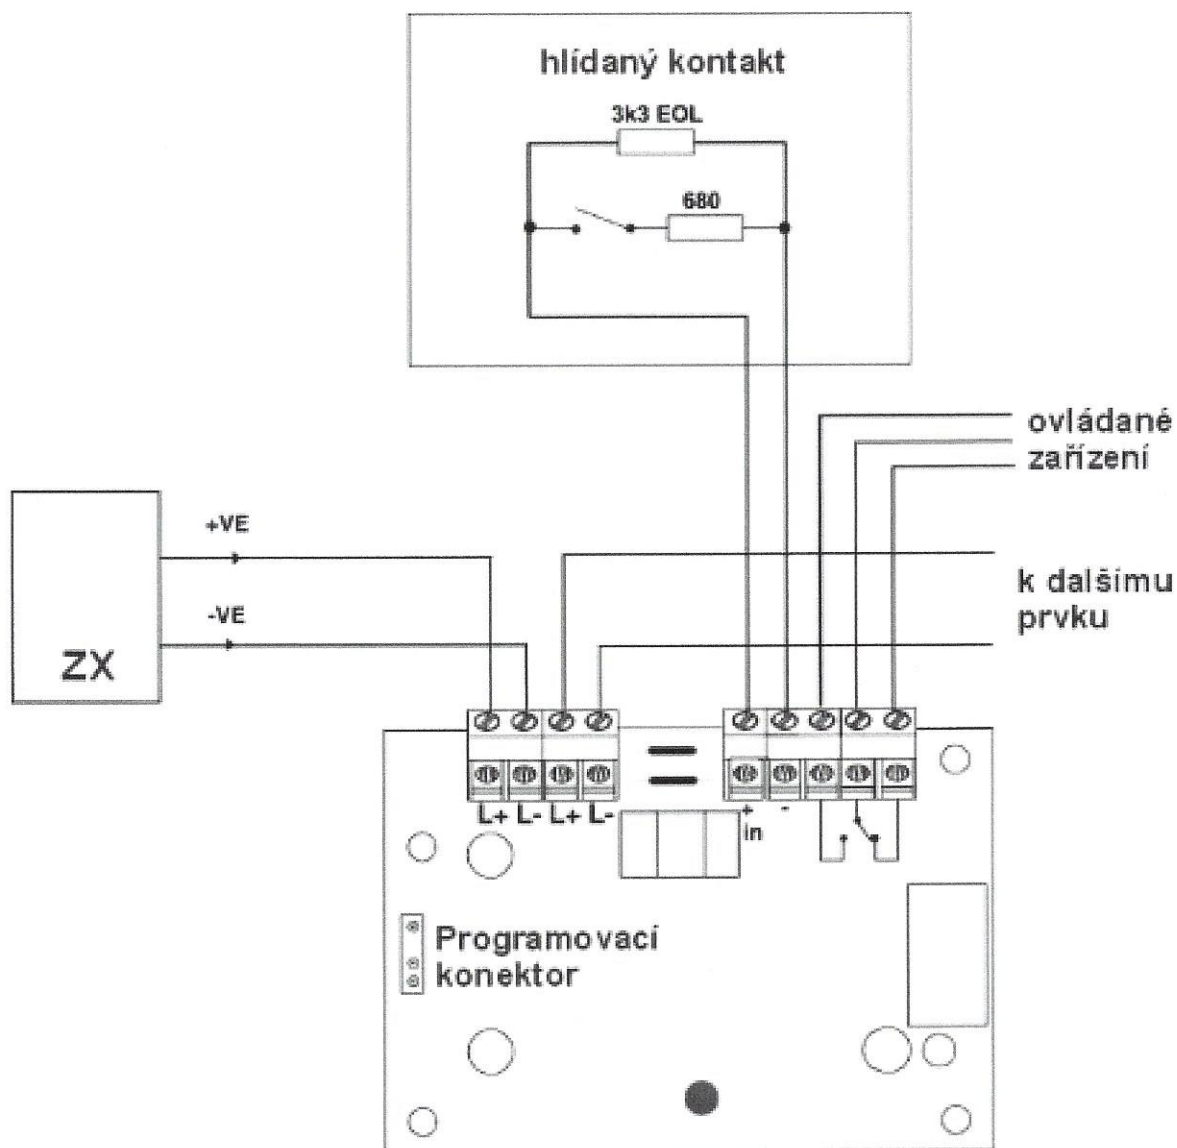 hlídaný kontakt
3k3 EOL
680
ovládané
zařízení
+VE
k dalšímu
prvku
-VE
ZX
L+ L- L+ L-
+ -
in
Programovací
konektor